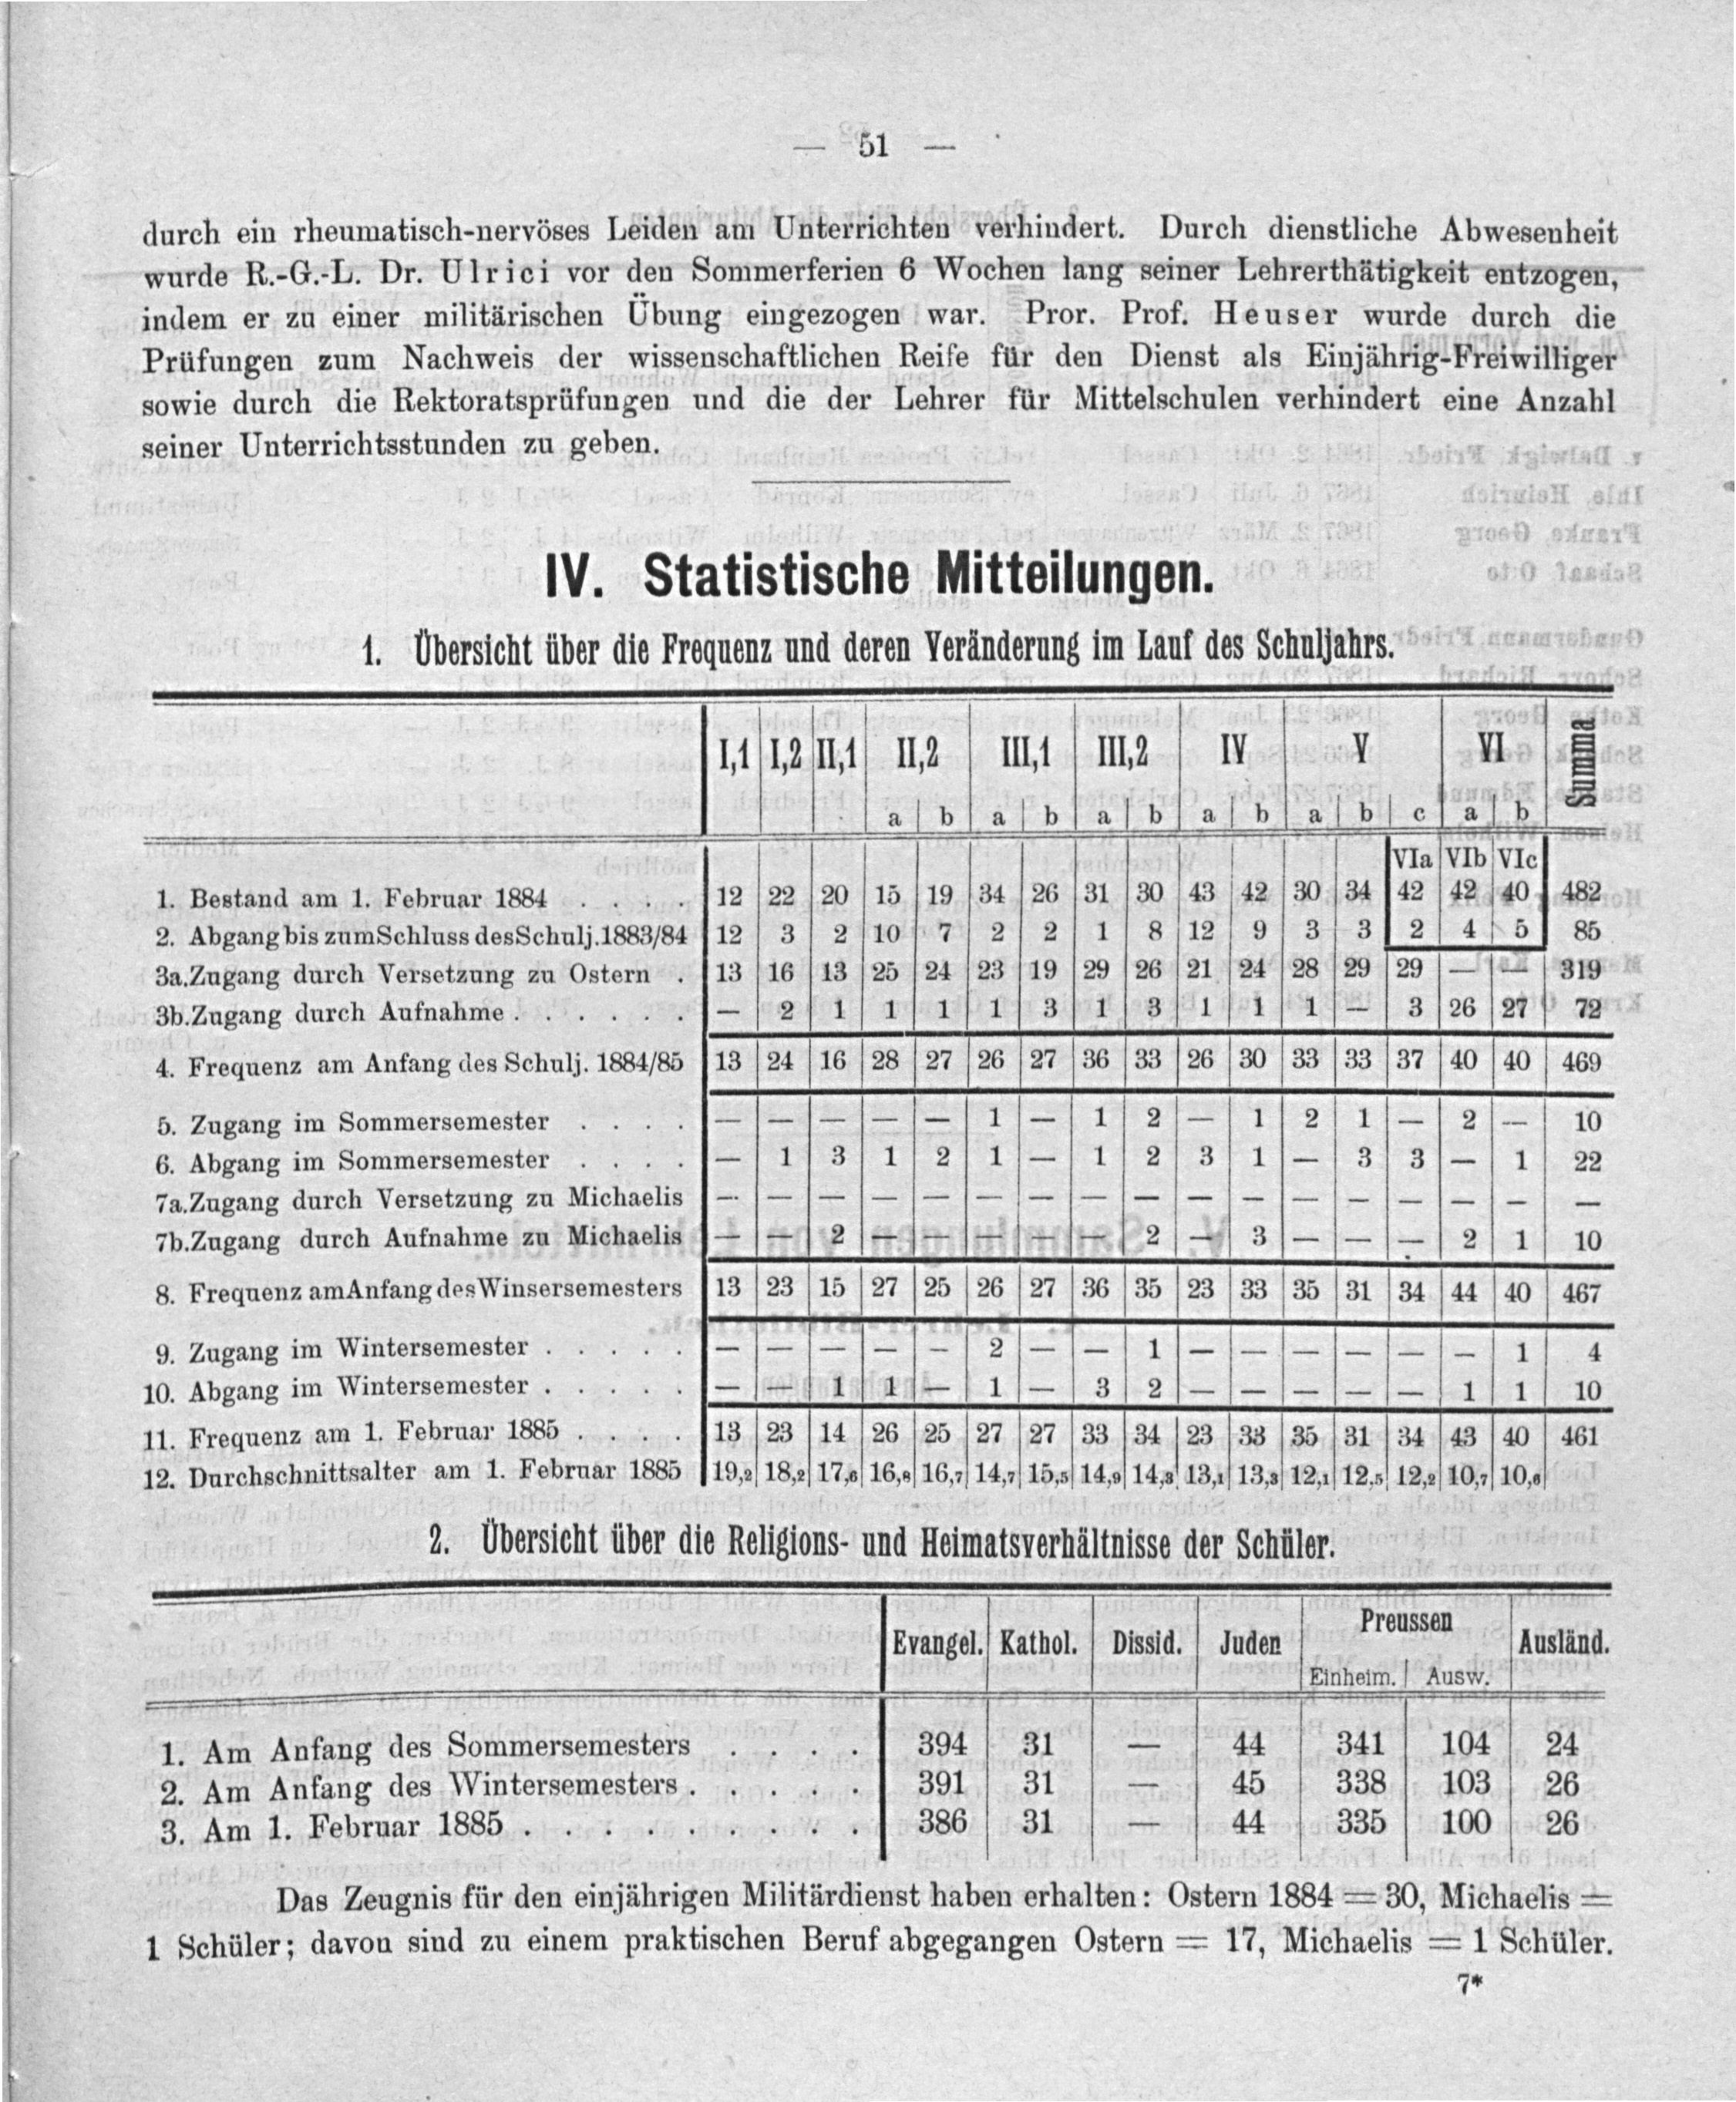 — 51 —
durch ein rheumatisch-nervöses Leiden am Unterrichten verhindert. Durch dienstliche Abwesenheit
wurde R.-G.-L. Dr. Ulrici vor den Sommerferien 6 Wochen lang seiner Lehrerthätigkeit entzogen,
indem er zu einer militärischen Übung eingezogen war. Pror. Prof. Heuser wurde durch die
Prüfungen zum Nachweis der wissenschaftlichen Reife für den Dienst als Einjährig-Freiwilliger
sowie durch die Rektoratsprüfungen und die der Lehrer für Mittelschulen verhindert eine Anzahl
seiner Unterrichtsstunden zu geben.
IV. Statistische Mitteilungen.
1. Übersicht über die Frequenz und deren Veränderung im Lauf des Schuljahrs.
I,1 I,2 II,1 II,2 III,1 III,2 IV V VI Summa
a b a b a b a b a b c a b
VIa VIb VIc
1. Bestand am 1. Februar 1884 . . . . 12 22 20 15 19 34 26 31 30 43 42 30 34 42 42 40 482
2. Abgang bis zum Schluss des Schulj. 1883/84 12 3 2 10 7 2 2 1 8 12 9 3 3 2 4 5 85
3a. Zugang durch Versetzung zu Ostern . 13 16 13 25 24 23 19 29 26 21 24 28 29 29 — — 319
3b. Zugang durch Aufnahme . . . . . . — 2 1 1 1 1 3 1 3 1 1 1 — 3 26 27 72
4. Frequenz am Anfang des Schulj. 1884/85 13 24 16 28 27 26 27 36 33 26 30 33 33 37 40 40 469
5. Zugang im Sommersemester . . . . — — — — — 1 — 1 2 — 1 2 1 — 2 — 10
6. Abgang im Sommersemester . . . . — 1 3 1 2 1 — 1 2 3 1 — 3 3 — 1 22
7a. Zugang durch Versetzung zu Michaelis — — — — — — — — — — — — — — — — —
7b. Zugang durch Aufnahme zu Michaelis — — 2 — — — — — 2 — 3 — — — 2 1 10
8. Frequenz am Anfang des Winsersemesters 13 23 15 27 25 26 27 36 35 23 33 35 31 34 44 40 467
9. Zugang im Wintersemester . . . . . — — — — — 2 — — 1 — — — — — — 1 4
10. Abgang im Wintersemester . . . . . — — 1 1 — 1 — 3 2 — — — — — 1 1 10
11. Frequenz am 1. Februar 1885 . . . . 13 23 14 26 25 27 27 33 34 23 33 35 31 34 43 40 461
12. Durchschnittsalter am 1. Februar 1885 19,2 18,2 17,6 16,8 16,7 14,7 15,5 14,9 14,3 13,1 13,3 12,1 12,5 12,2 10,7 10,6
2. Übersicht über die Religions- und Heimatsverhältnisse der Schüler.
Evangel. Kathol. Dissid. Juden Preussen Ausländ.
Einheim. Ausw.
1. Am Anfang des Sommersemesters . . . . 394 31 — 44 341 104 24
2. Am Anfang des Wintersemesters . . . . . 391 31 — 45 338 103 26
3. Am 1. Februar 1885 . . . . . . . . . 386 31 — 44 335 100 26
Das Zeugnis für den einjährigen Militärdienst haben erhalten: Ostern 1884 = 30, Michaelis =
1 Schüler; davon sind zu einem praktischen Beruf abgegangen Ostern = 17, Michaelis = 1 Schüler.
7*